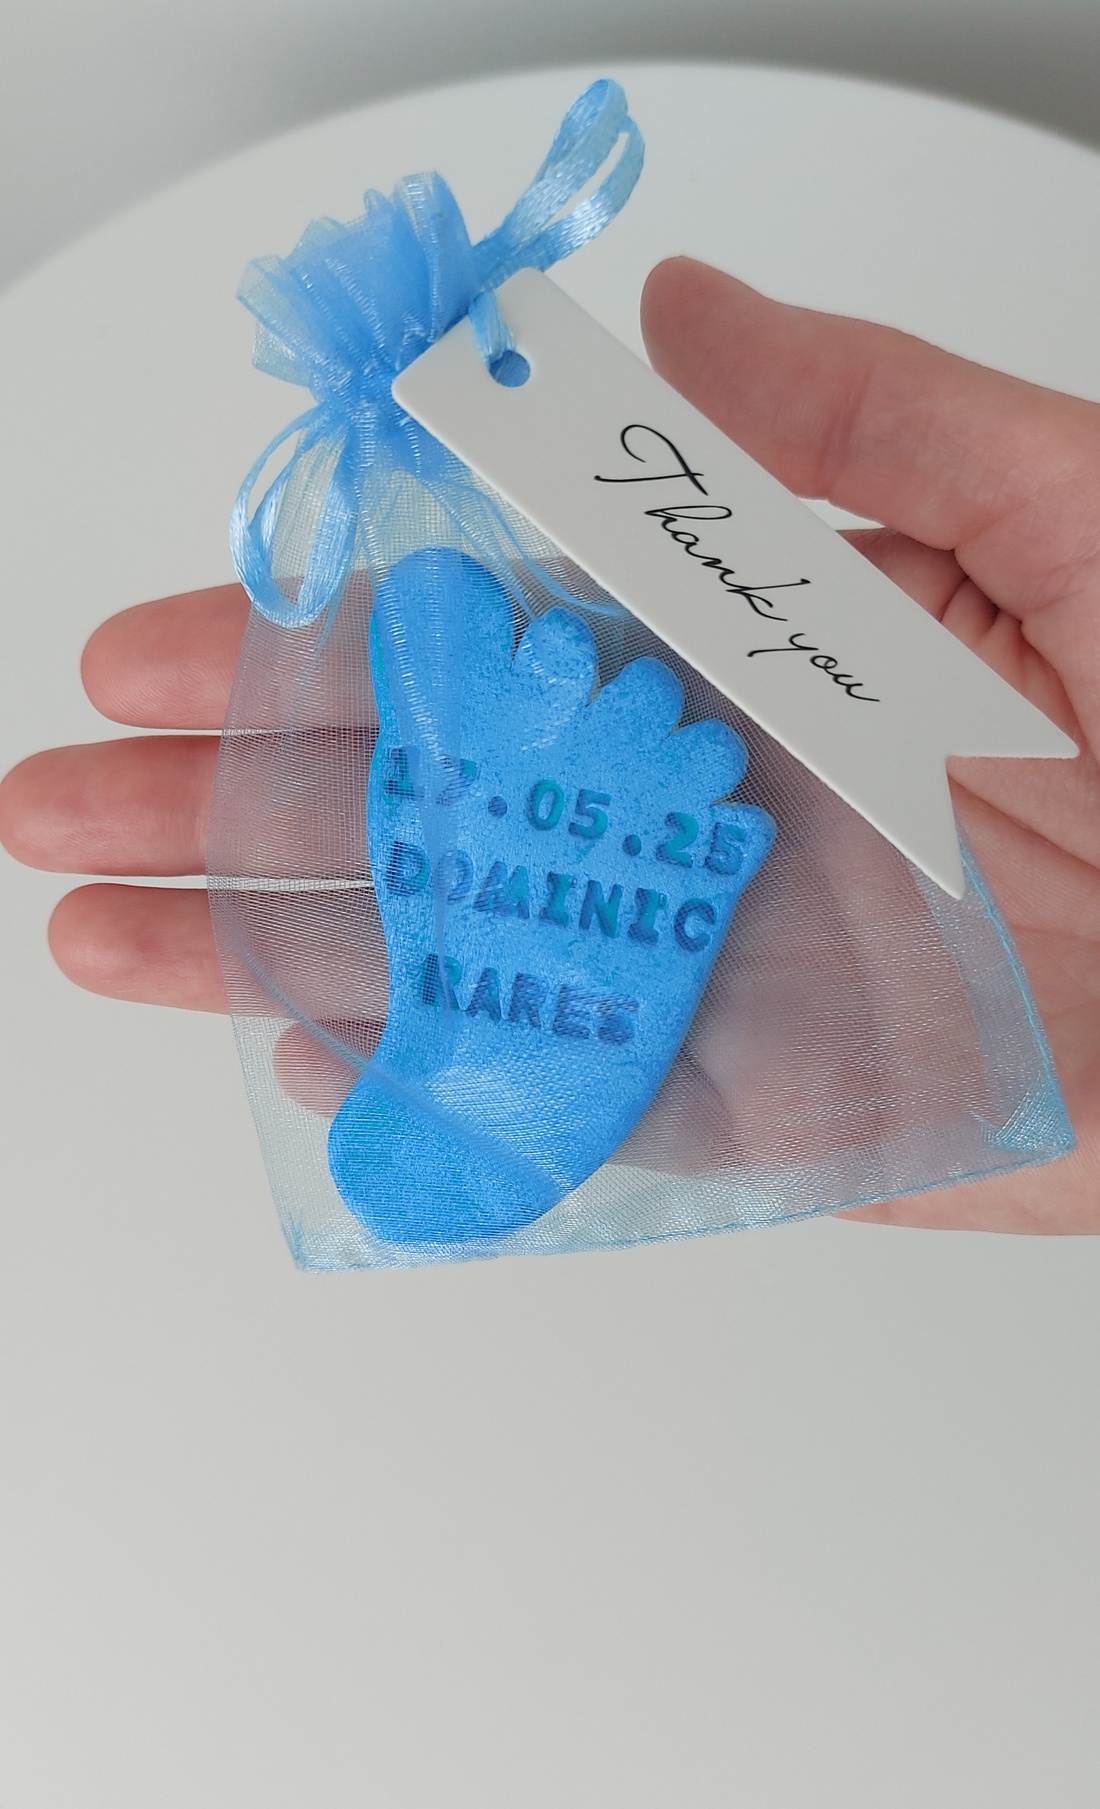 Thank you
17.05.25
DOMINIC
RARES